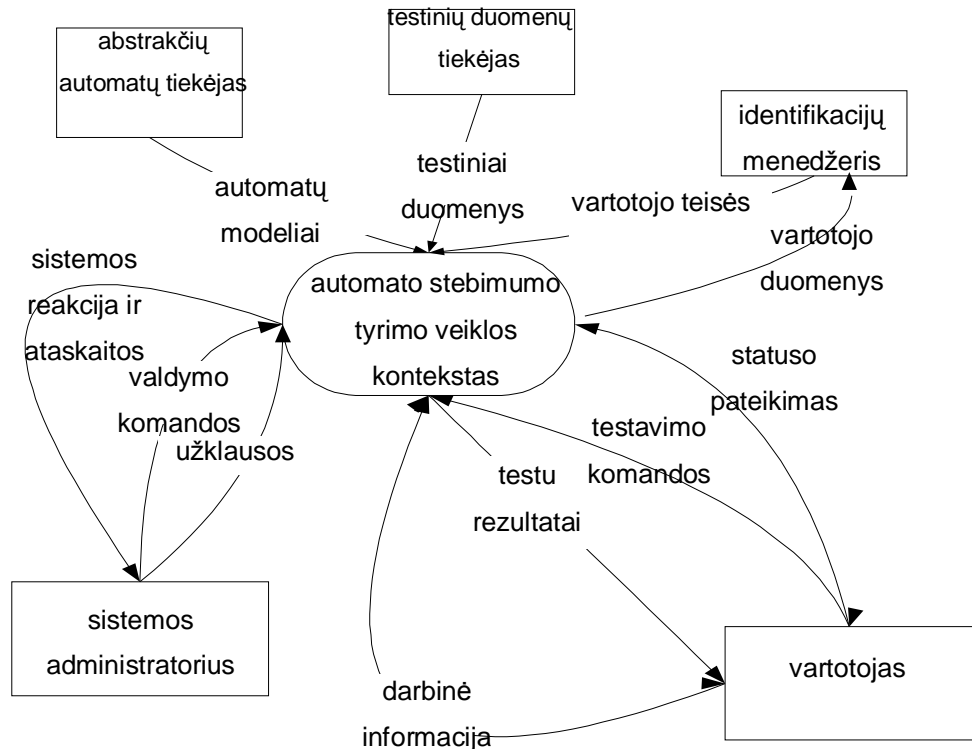 abstrakčių
automatų tiekėjas
testinių duomenų
tiekėjas
identifikacijų
menedžeris
automatų
modeliai
testiniai
duomenys
vartotojo teisės
vartotojo
duomenys
sistemos
reakcija ir
ataskaitos
automato stebimumo
tyrimo veiklos
kontekstas
valdymo
komandos
užklausos
statuso
pateikimas
testavimo
komandos
testu
rezultatai
sistemos
administratorius
vartotojas
darbinė
informacija